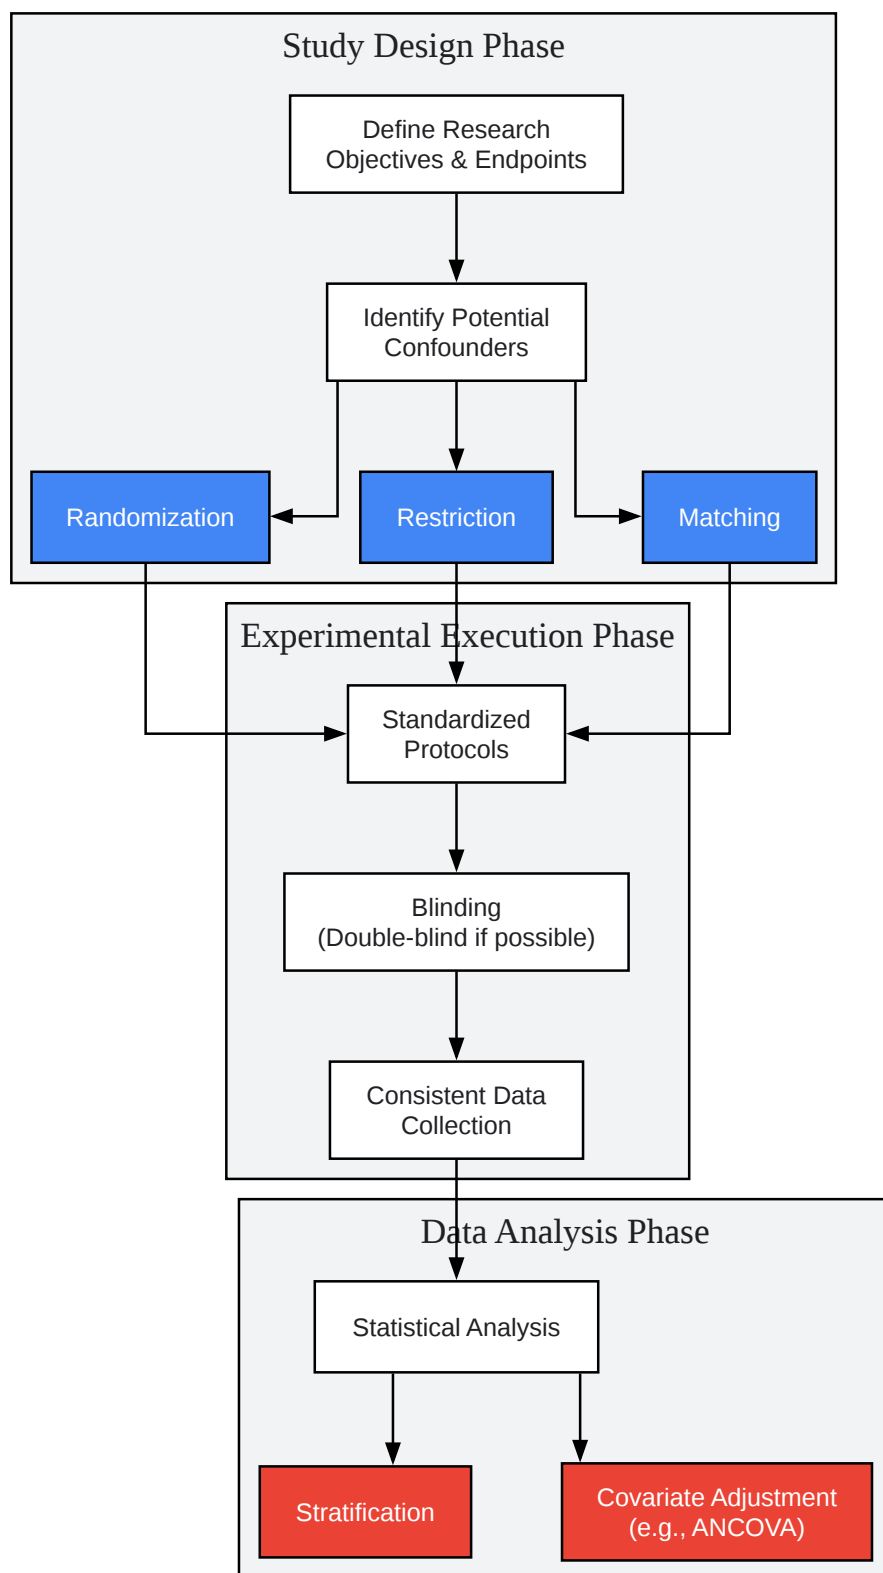 Study Design Phase
Define Research
Objectives & Endpoints
Identify Potential
Confounders
Randomization
Restriction
Matching
Experimental Execution Phase
Standardized
Protocols
Blinding
(Double-blind if possible)
Consistent Data
Collection
Data Analysis Phase
Statistical Analysis
Stratification
Covariate Adjustment
(e.g., ANCOVA)